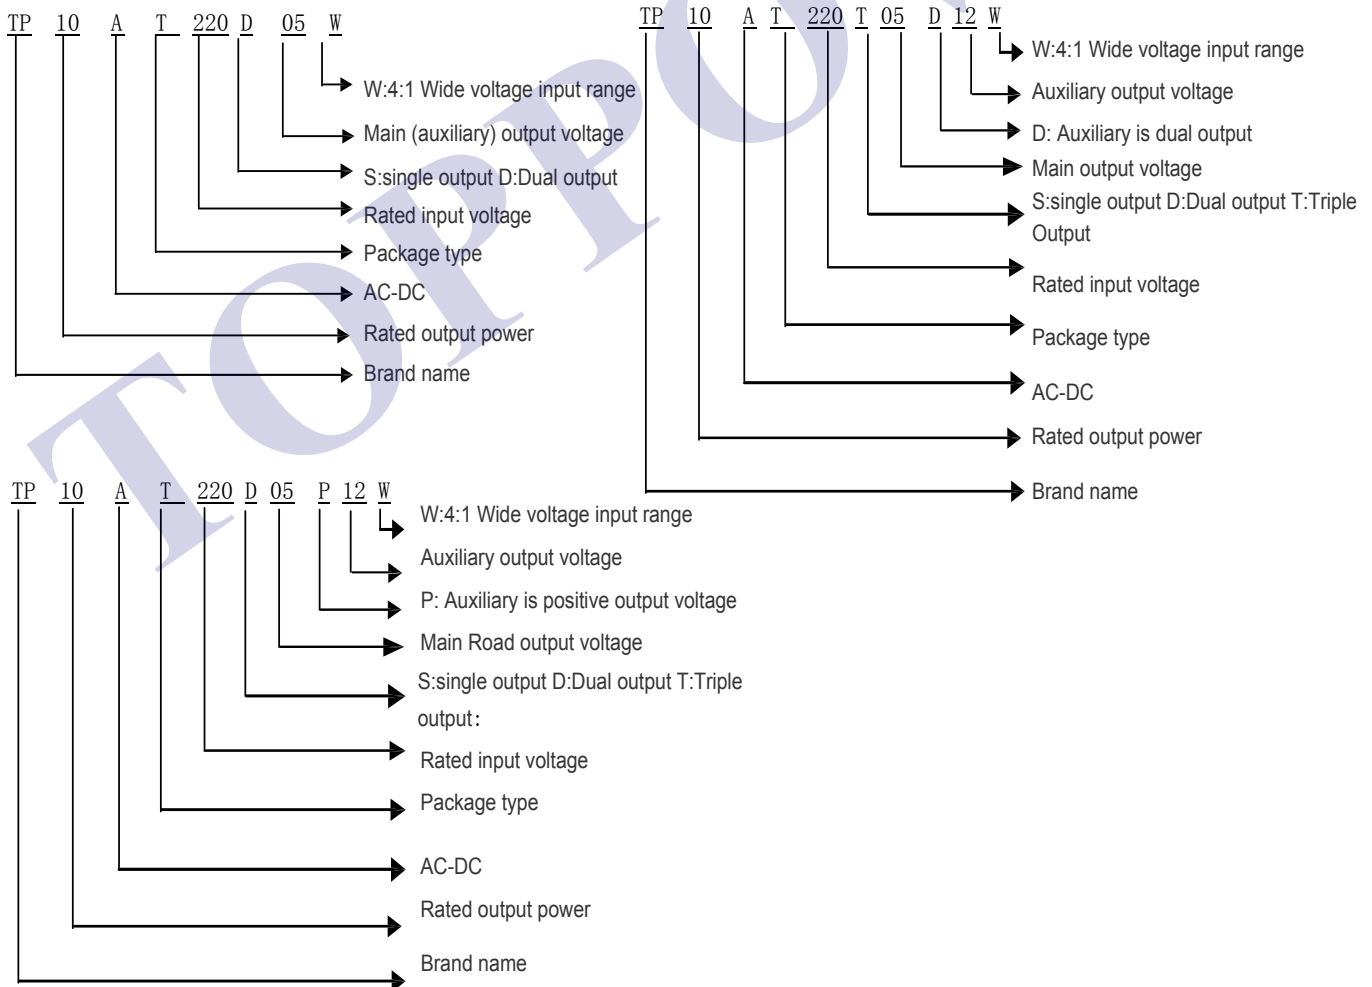 TP 10 A T 220 D 05 W
W:4:1 Wide voltage input range
Main (auxiliary) output voltage
S:single output D:Dual output
Rated input voltage
Package type
AC-DC
Rated output power
Brand name
TP 10 A T 220 T 05 D 12 W
W:4:1 Wide voltage input range
Auxiliary output voltage
D: Auxiliary is dual output
Main output voltage
S:single output D:Dual output T:Triple
Output
Rated input voltage
Package type
AC-DC
Rated output power
Brand name
TP 10 A T 220 D 05 P 12 W
W:4:1 Wide voltage input range
Auxiliary output voltage
P: Auxiliary is positive output voltage
Main Road output voltage
S:single output D:Dual output T:Triple
output:
Rated input voltage
Package type
AC-DC
Rated output power
Brand name
TOPPO